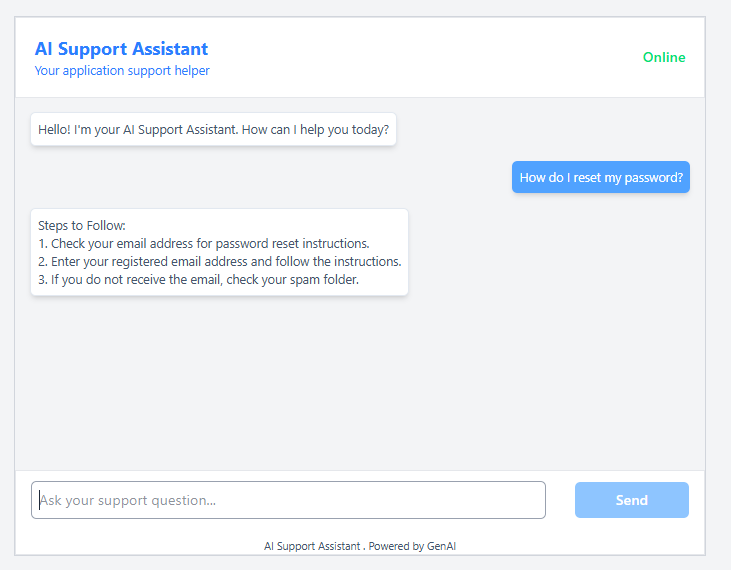 AI Support Assistant
Your application support helper
Online
Hello! I'm your AI Support Assistant. How can I help you today?
How do I reset my password?
Steps to Follow:
1. Check your email address for password reset instructions.
2. Enter your registered email address and follow the instructions.
3. If you do not receive the email, check your spam folder.
Ask your support question...
Send
AI Support Assistant . Powered by GenAI